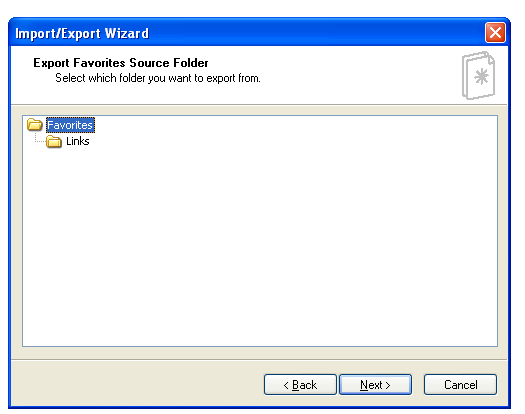 Import/Export Wizard
Export Favorites Source Folder
Select which folder you want to export from.
Favorites
Links
< Back
Next >
Cancel